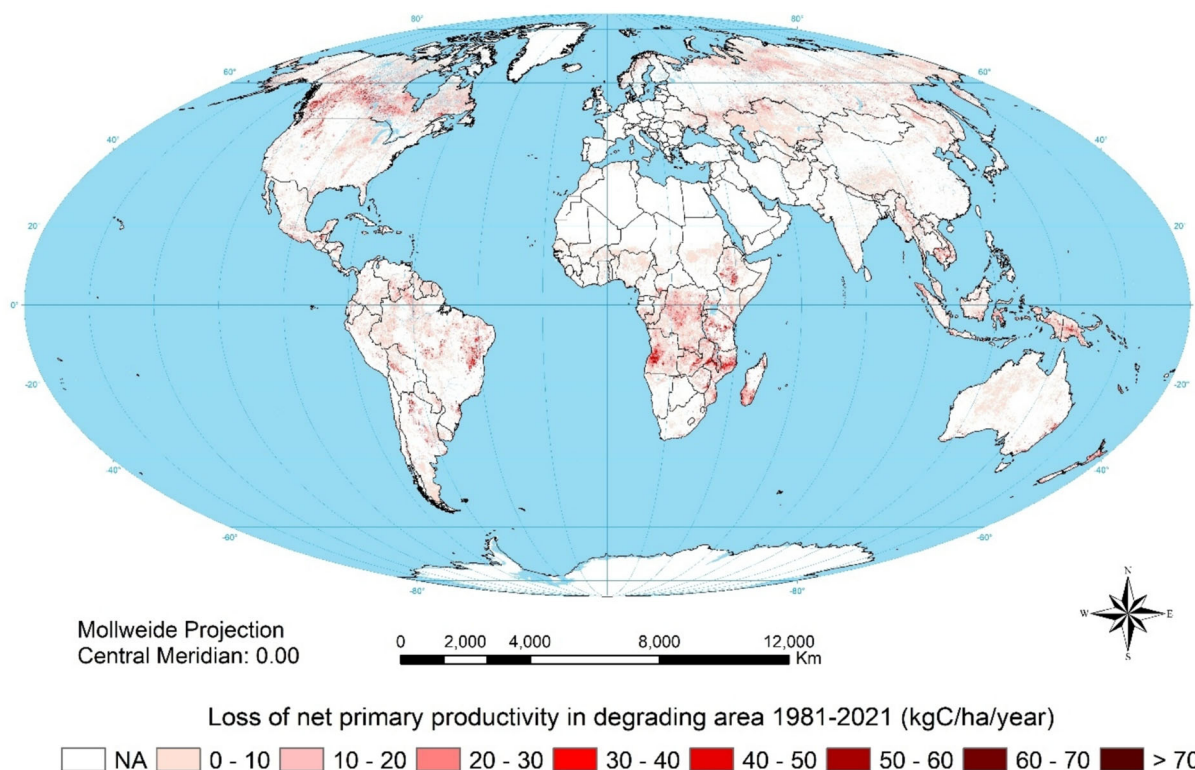 80° 80°
60° 60°
40° 40°
20° 20°
0° 0°
-20° -20°
-40° -40°
-60° -60°
-80° -80°
Mollweide Projection
Central Meridian: 0.00
0 2,000 4,000 8,000 12,000
Km
N
W E
S
Loss of net primary productivity in degrading area 1981-2021 (kgC/ha/year)
NA 0 - 10 10 - 20 20 - 30 30 - 40 40 - 50 50 - 60 60 - 70 > 70